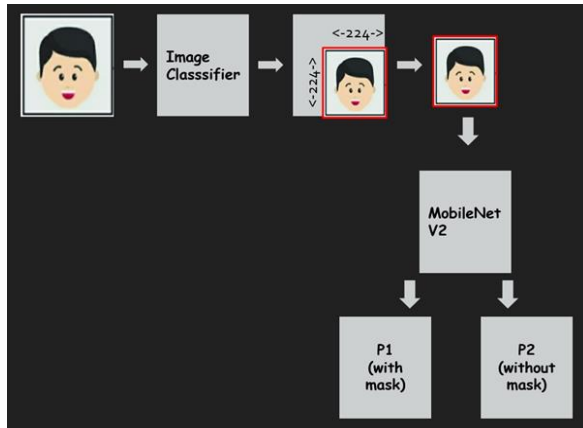 Image
Classsifier
<-224->
<-224->
MobileNet
V2
P1
(with
mask)
P2
(without
mask)